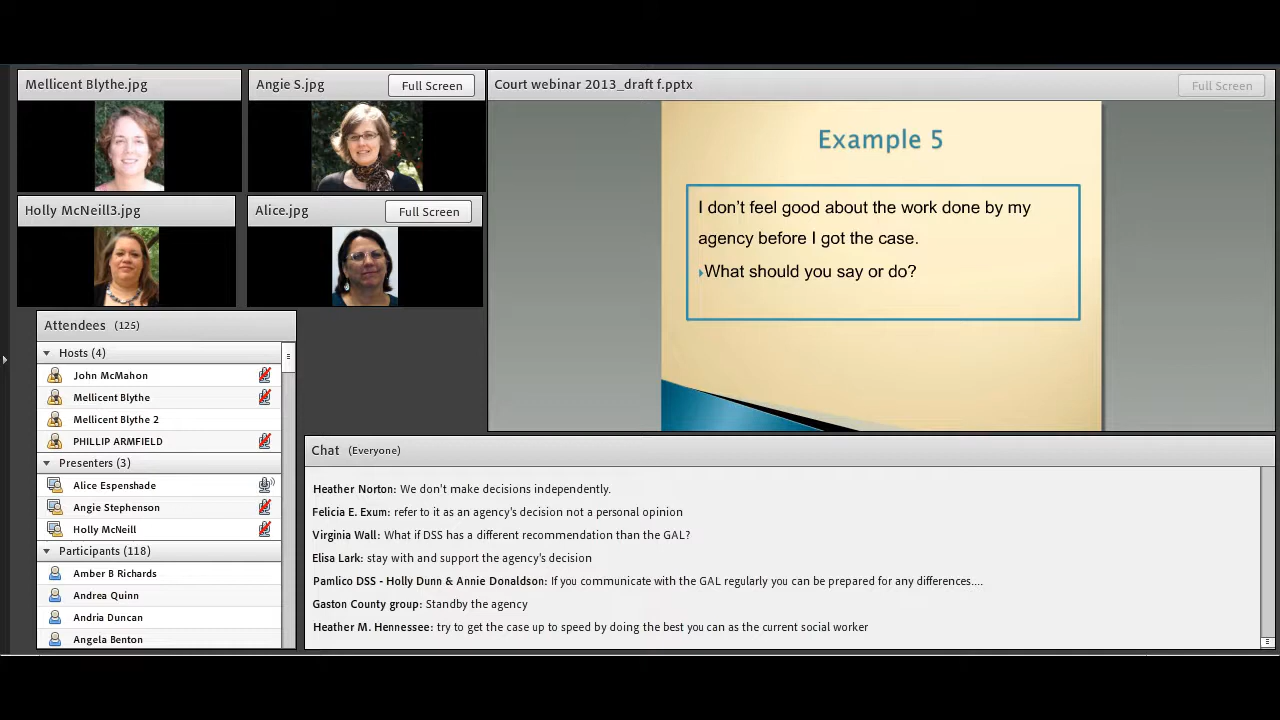 Mellicent Blythe.jpg
Angie S.jpg
Full Screen
Holly McNeill3.jpg
Alice.jpg
Full Screen
Attendees (125)
Hosts (4)
John McMahon
Mellicent Blythe
Mellicent Blythe 2
PHILLIP ARMFIELD
Presenters (3)
Alice Espenshade
Angie Stephenson
Holly McNeill
Participants (118)
Amber B Richards
Andrea Quinn
Andria Duncan
Angela Benton
Court webinar 2013_draft f.pptx
Full Screen
Example 5
I don't feel good about the work done by my
agency before I got the case.
What should you say or do?
Chat (Everyone)
Heather Norton: We don't make decisions independently.
Felicia E. Exum: refer to it as an agency's decision not a personal opinion
Virginia Wall: What if DSS has a different recommendation than the GAL?
Elisa Lark: stay with and support the agency's decision
Pamlico DSS - Holly Dunn & Annie Donaldson: If you communicate with the GAL regularly you can be prepared for any differences....
Gaston County group: Standby the agency
Heather M. Hennessee: try to get the case up to speed by doing the best you can as the current social worker